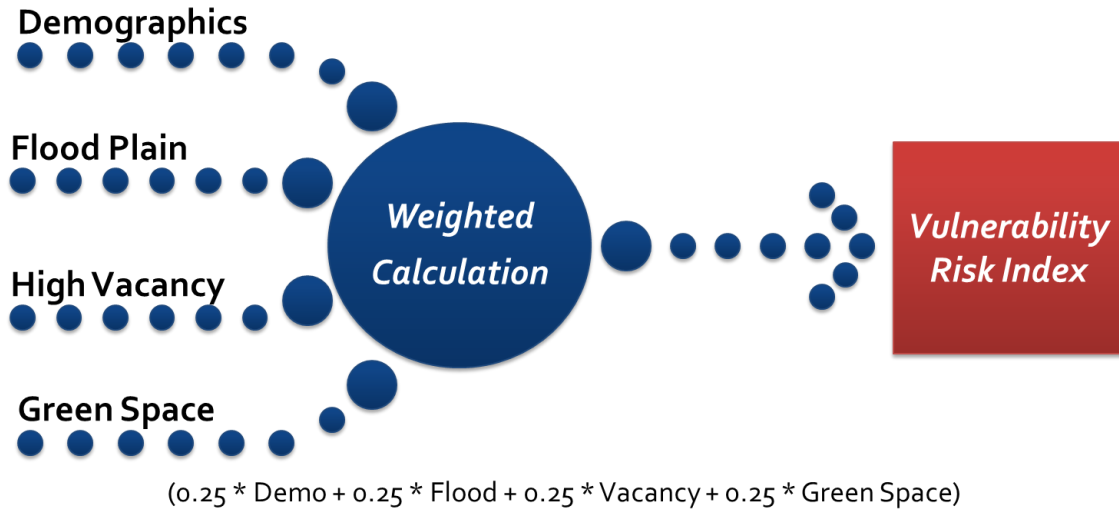 Demographics
Flood Plain
High Vacancy
Green Space
Weighted
Calculation
Vulnerability
Risk Index
(0.25 * Demo + 0.25 * Flood + 0.25 * Vacancy + 0.25 * Green Space)